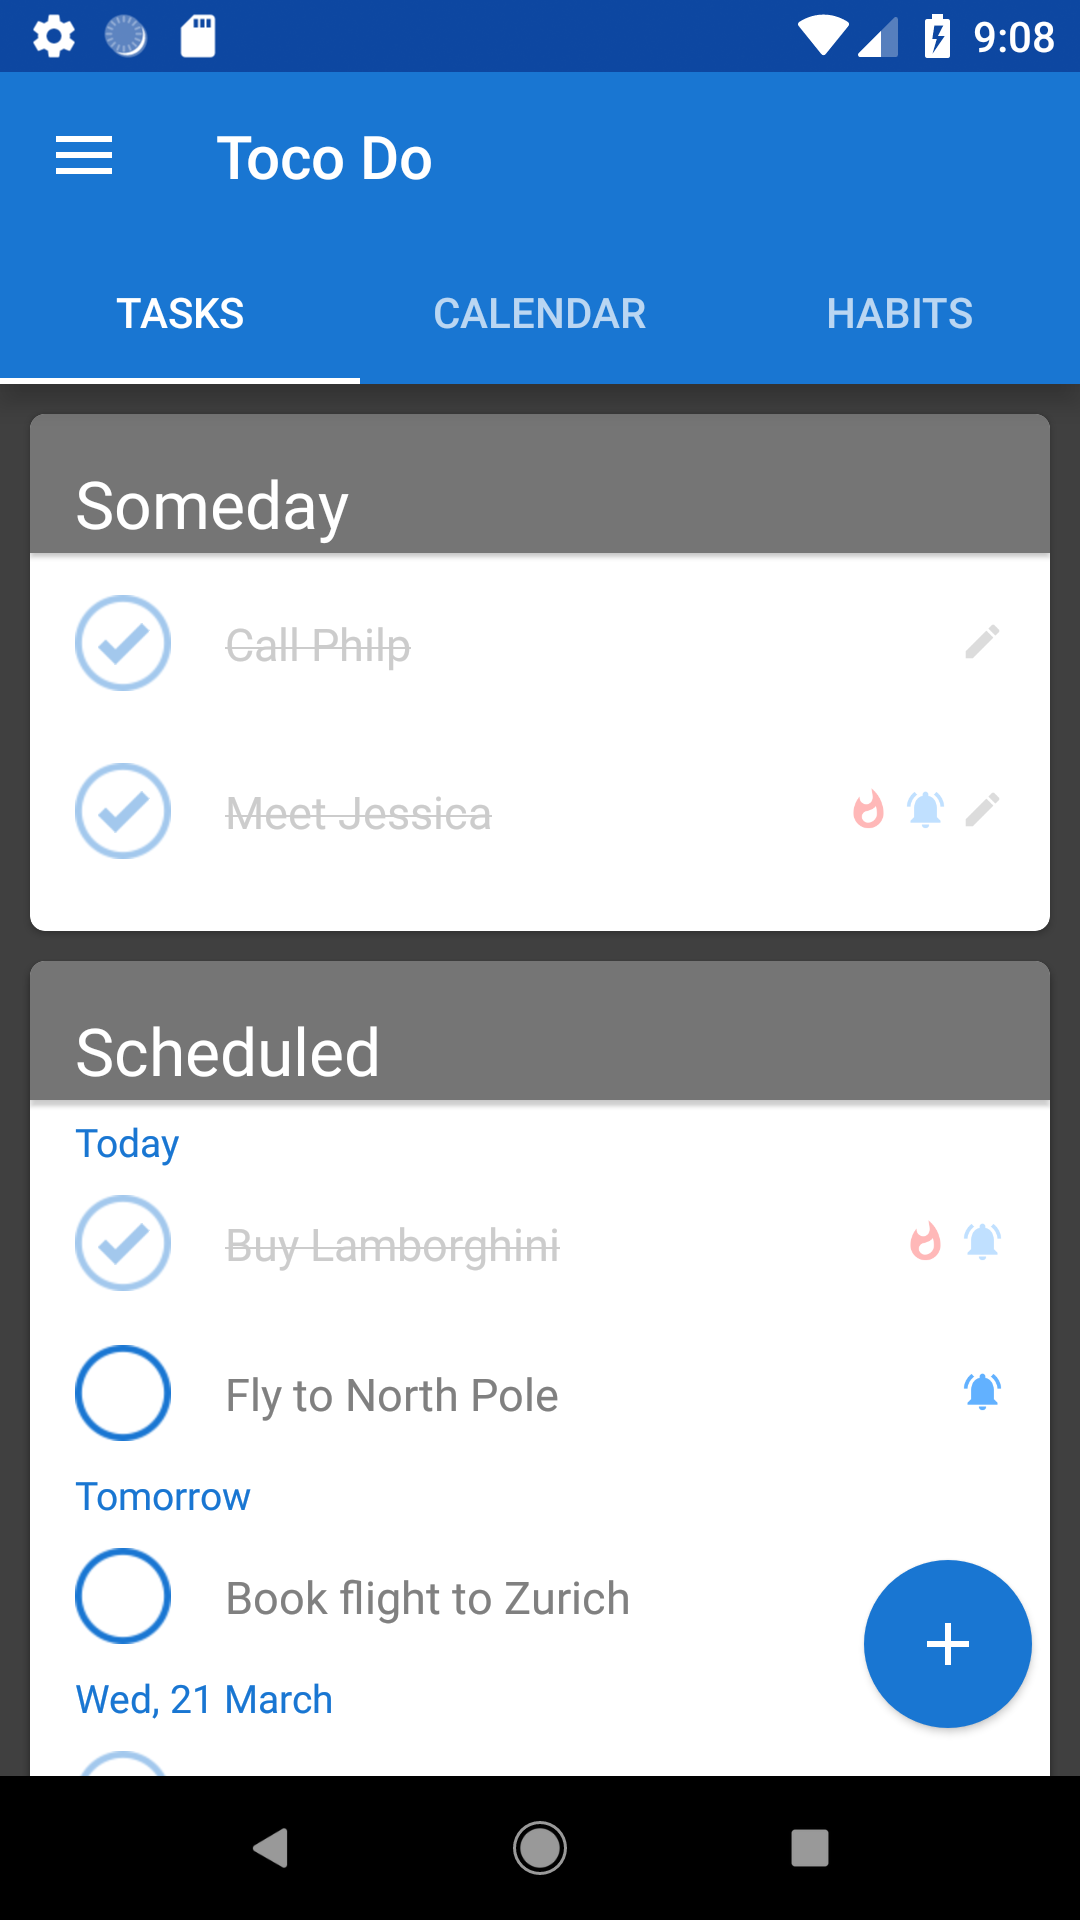 9:08
Toco Do
TASKS CALENDAR HABITS
Someday
Call Philp
Meet Jessica
Scheduled
Today
Buy Lamborghini
Fly to North Pole
Tomorrow
Book flight to Zurich
Wed, 21 March